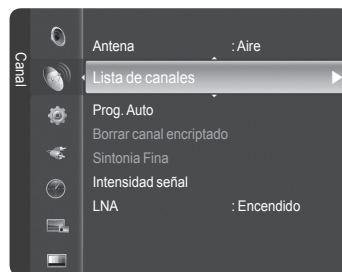 Canal
Antena : Aire
Lista de canales
Prog. Auto
Borrar canal encriptado
Sintonia Fina
Intensidad señal
LNA : Encendido